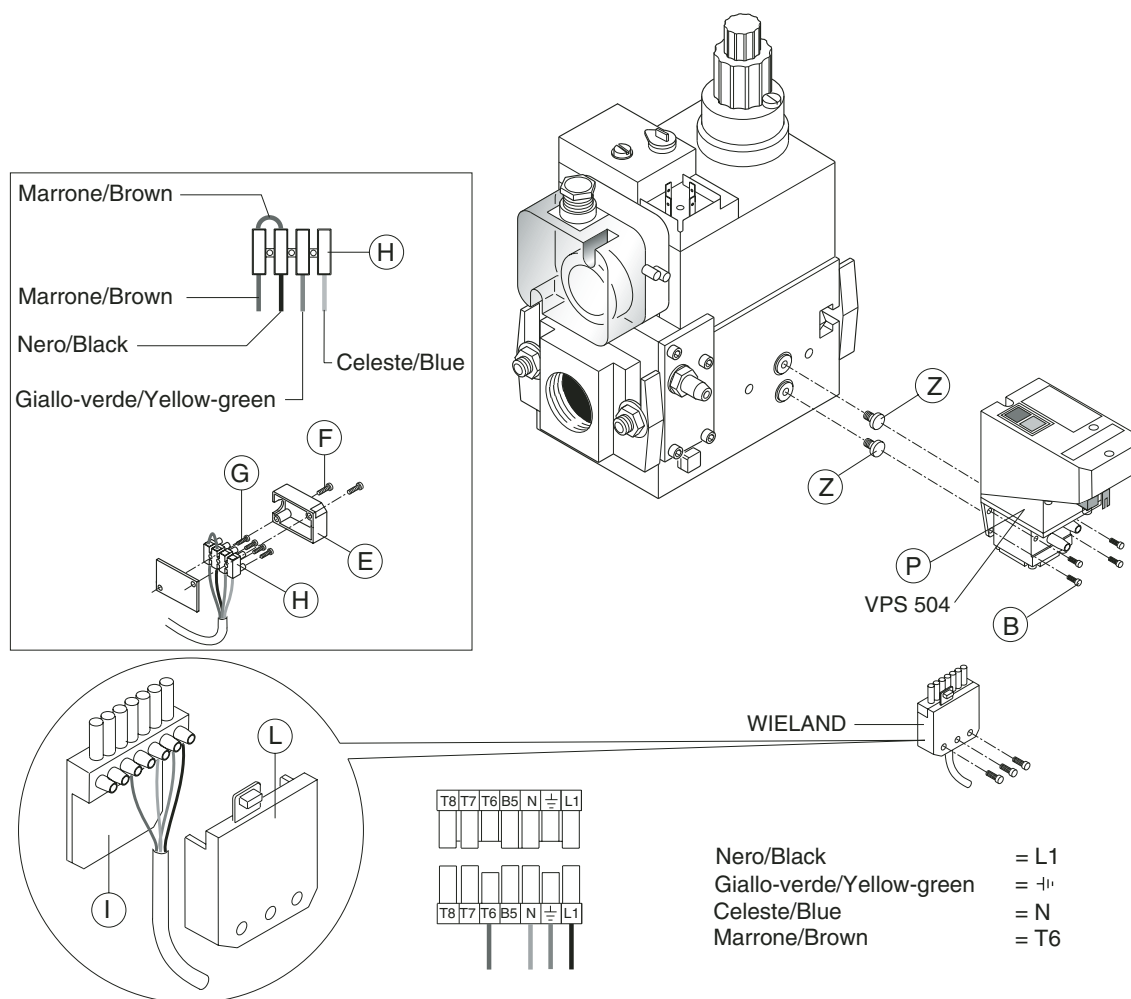 Marrone/Brown
H
Marrone/Brown
Nero/Black
Celeste/Blue
Giallo-verde/Yellow-green
F
G
E
H
Z
Z
P
VPS 504
B
WIELAND
L
I
T8 T7 T6 B5 N ⏚ L1
T8 T7 T6 B5 N ⏚ L1
Nero/Black = L1
Giallo-verde/Yellow-green = ⏚
Celeste/Blue = N
Marrone/Brown = T6